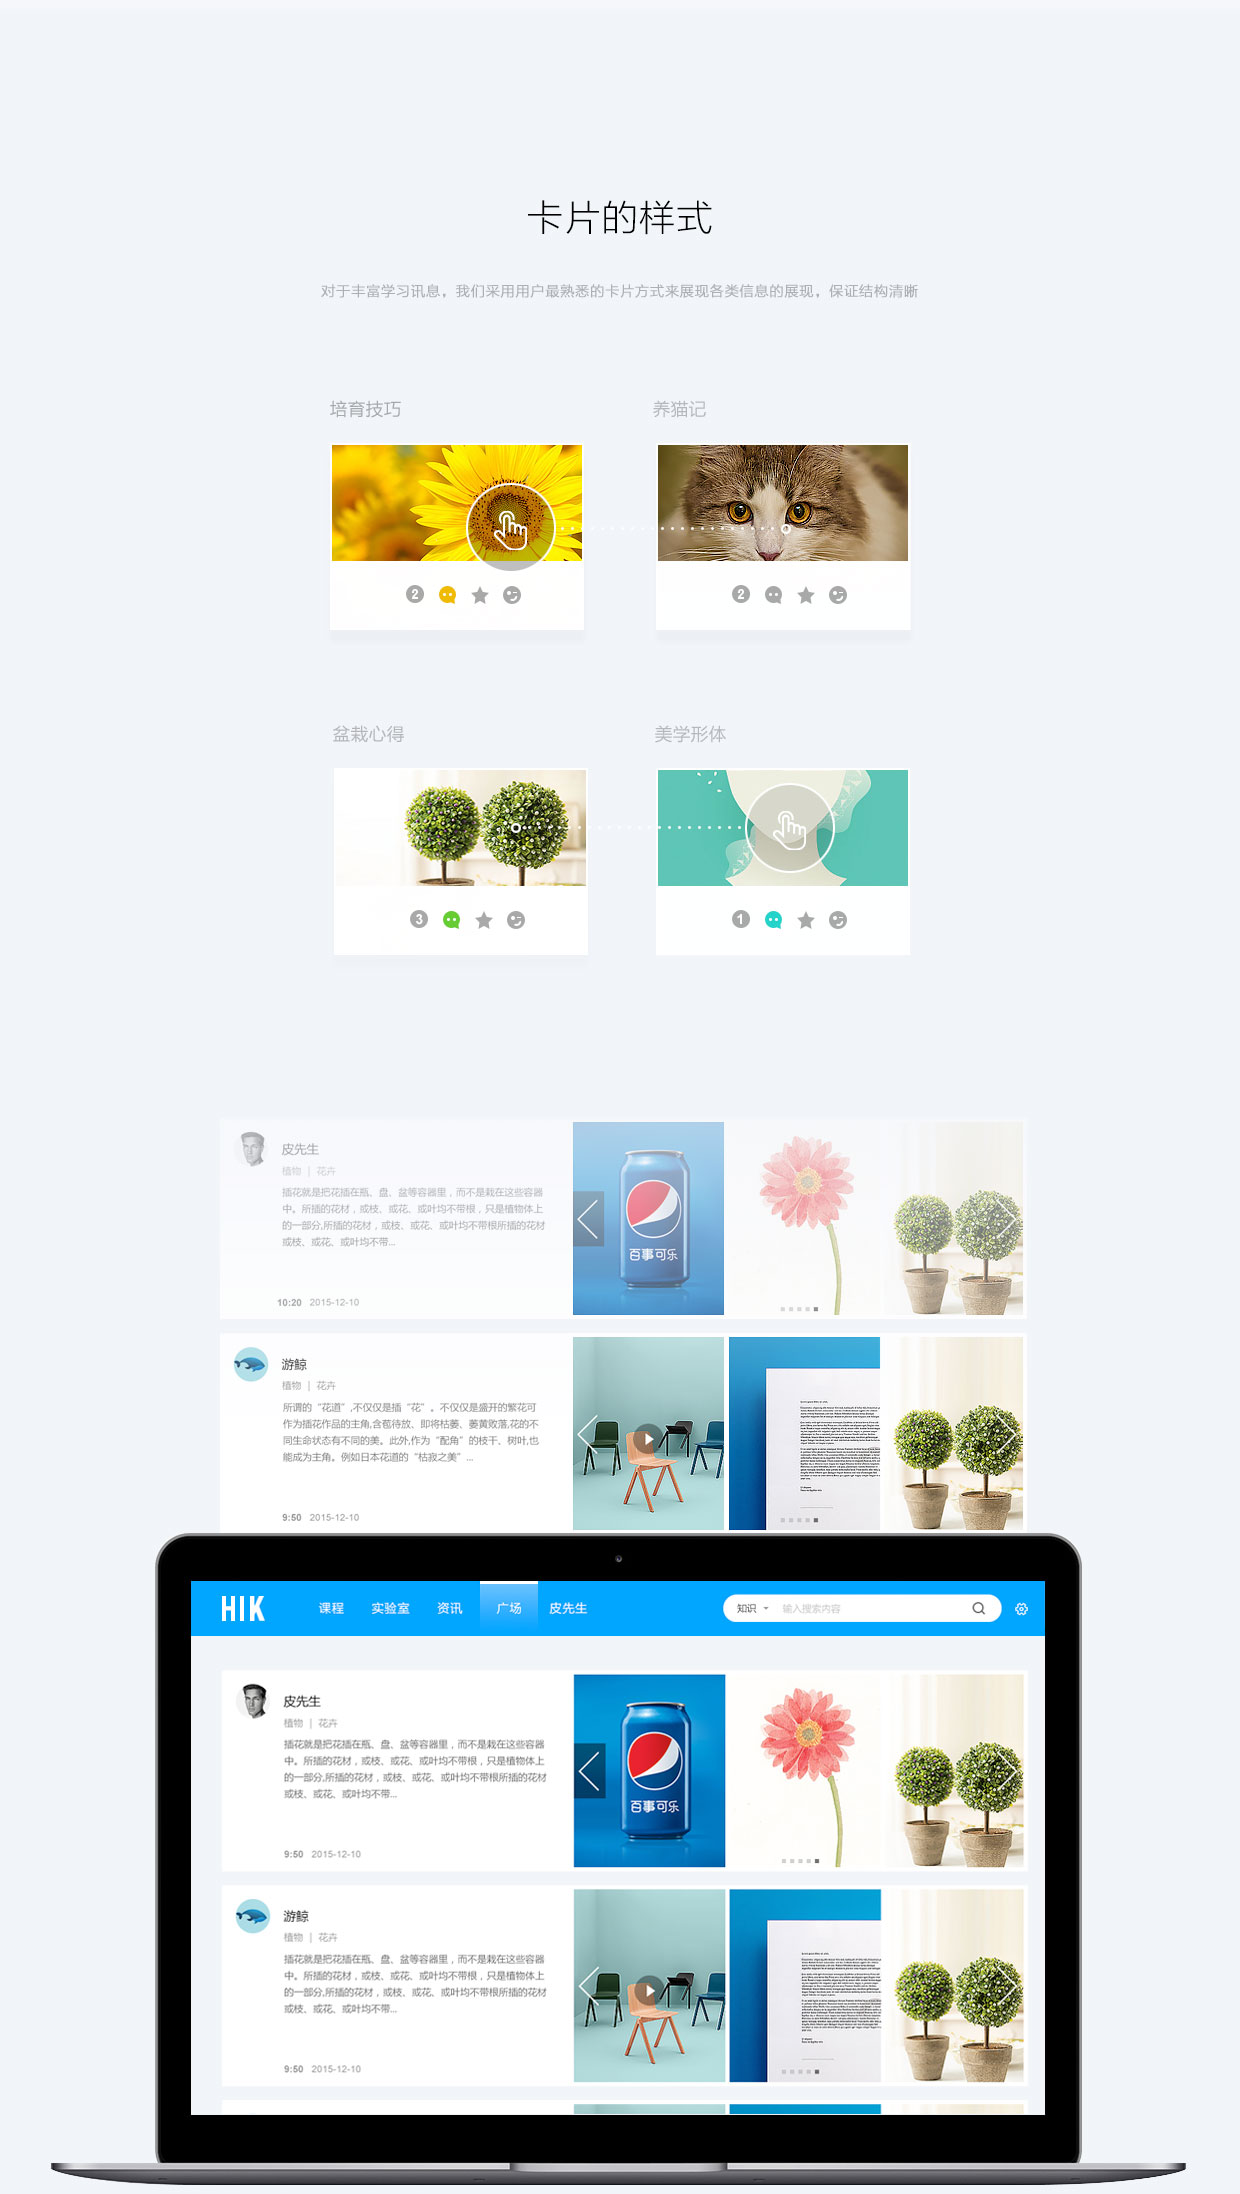 卡片的样式
对于丰富学习讯息，我们采用用户最熟悉的卡片方式来展现各类信息的展现，保证结构清晰
培育技巧
养猫记
2
2
盆栽心得
美学形体
3
1
皮先生
植物 | 花卉
插花就是把花插在瓶、盘、盆等容器里，而不是栽在这些容器
中。所插的花材，或枝、或花、或叶均不带根，只是植物体上
的一部分,所插的花材，或枝、或花、或叶均不带根所插的花材
或枝、或花、或叶均不带...
10:20 2015-12-10
百事可乐
游鲸
植物 | 花卉
所谓的“花道”,不仅仅是插“花”。不仅仅是盛开的繁花可
作为插花作品的主角,含苞待放、即将枯萎、萎黄败落,花的不
同生命状态有不同的美。此外,作为“配角”的枝干、树叶,也
能成为主角。例如日本花道的“枯寂之美”...
9:50 2015-12-10
HIK 课程 实验室 资讯 广场 皮先生 知识 输入搜索内容
皮先生
植物 | 花卉
插花就是把花插在瓶、盘、盆等容器里，而不是栽在这些容器
中。所插的花材，或枝、或花、或叶均不带根，只是植物体上
的一部分,所插的花材，或枝、或花、或叶均不带根所插的花材
或枝、或花、或叶均不带...
9:50 2015-12-10
百事可乐
游鲸
植物 | 花卉
插花就是把花插在瓶、盘、盆等容器里，而不是栽在这些容器
中。所插的花材，或枝、或花、或叶均不带根，只是植物体上
的一部分,所插的花材，或枝、或花、或叶均不带根所插的花材
或枝、或花、或叶均不带...
9:50 2015-12-10